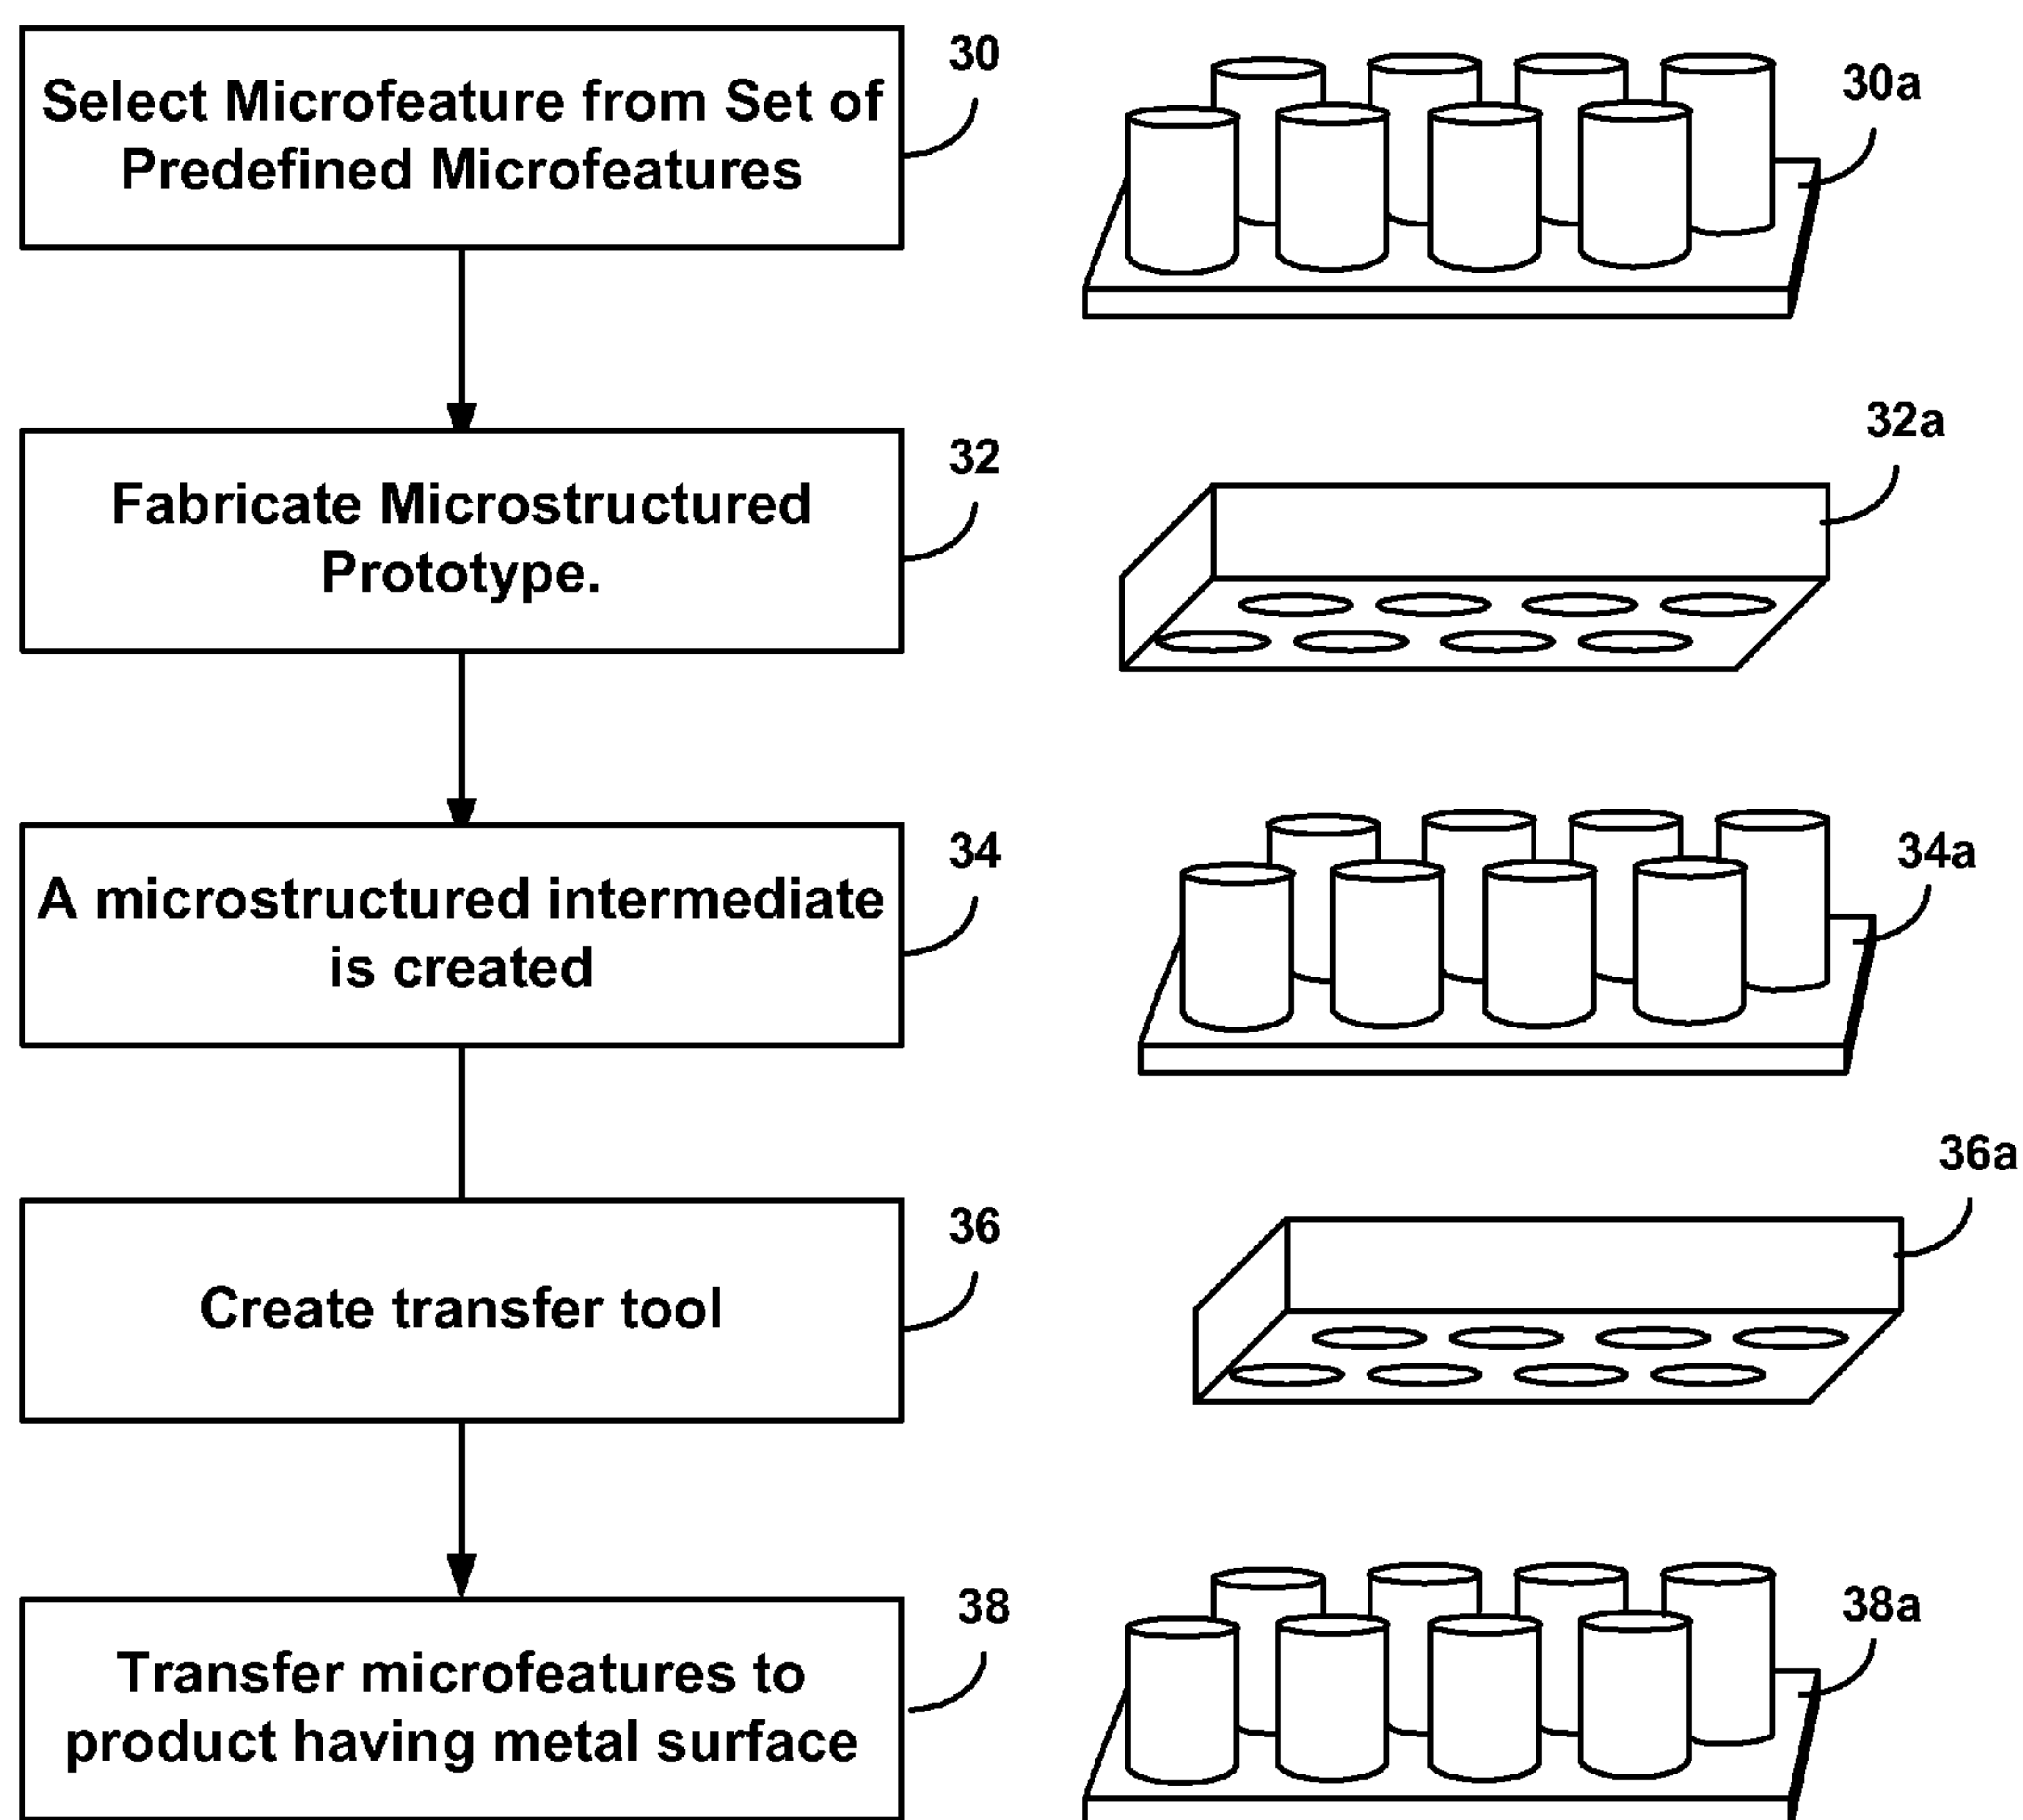 Select Microfeature from Set of
Predefined Microfeatures
30
30a
Fabricate Microstructured
Prototype.
32
32a
A microstructured intermediate
is created
34
34a
Create transfer tool
36
36a
Transfer microfeatures to
product having metal surface
38
38a